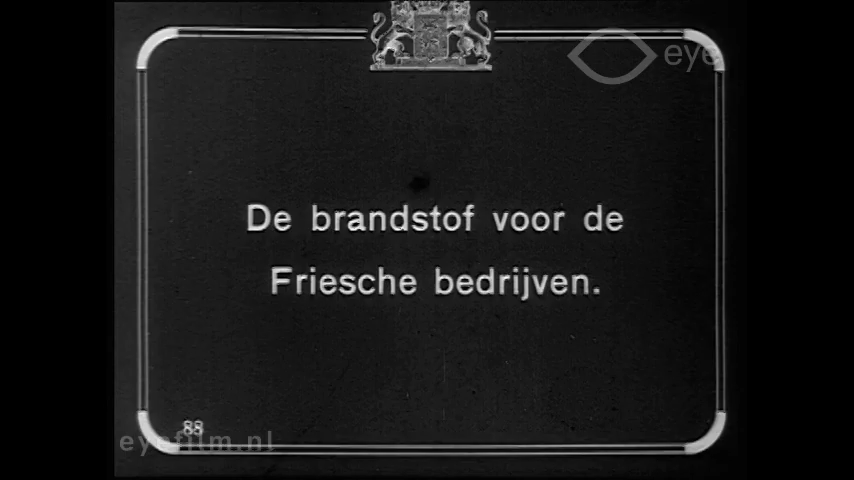 eye
De brandstof voor de
Friesche bedrijven.
88
eyefilm.nl